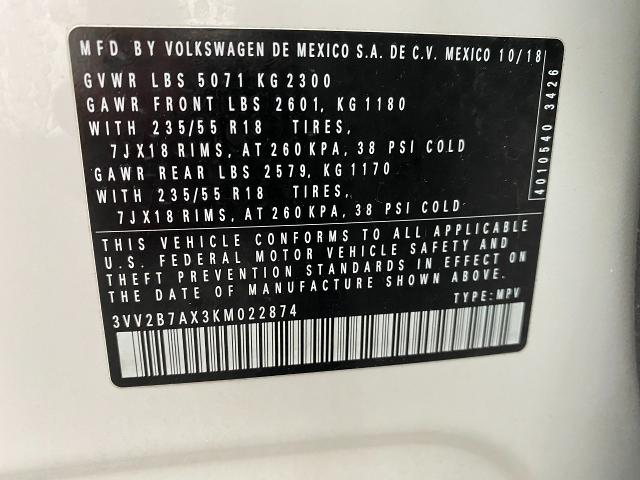 MFD BY VOLKSWAGEN DE MEXICO S.A. DE C.V. MEXICO 10/18
GVWR LBS 5071 KG 2300
GAWR FRONT LBS 2601, KG 1180
WITH 235/55 R18 TIRES,
7JX18 RIMS, AT 260 KPA, 38 PSI COLD
GAWR REAR LBS 2579, KG 1170
WITH 235/55 R18 TIRES,
7JX18 RIMS, AT 260 KPA, 38 PSI COLD
THIS VEHICLE CONFORMS TO ALL APPLICABLE
U.S. FEDERAL MOTOR VEHICLE SAFETY AND
THEFT PREVENTION STANDARDS IN EFFECT ON
THE DATE OF MANUFACTURE SHOWN ABOVE.
3VV2B7AX3KM022874 TYPE: MPV
4010540 3426